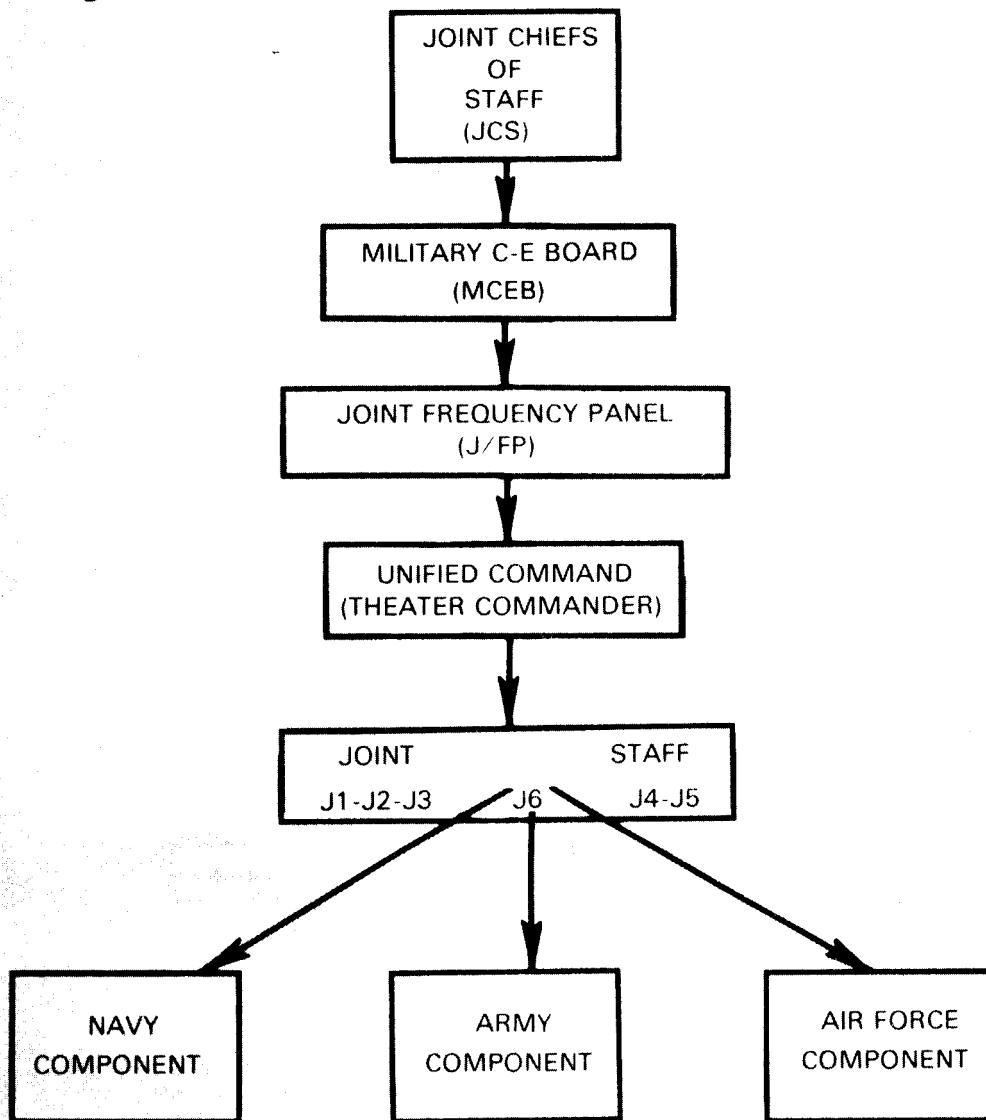 JOINT CHIEFS
OF
STAFF
(JCS)
MILITARY C-E BOARD
(MCEB)
JOINT FREQUENCY PANEL
(J/FP)
UNIFIED COMMAND
(THEATER COMMANDER)
JOINT STAFF
J1-J2-J3 J6 J4-J5
NAVY
COMPONENT
ARMY
COMPONENT
AIR FORCE
COMPONENT